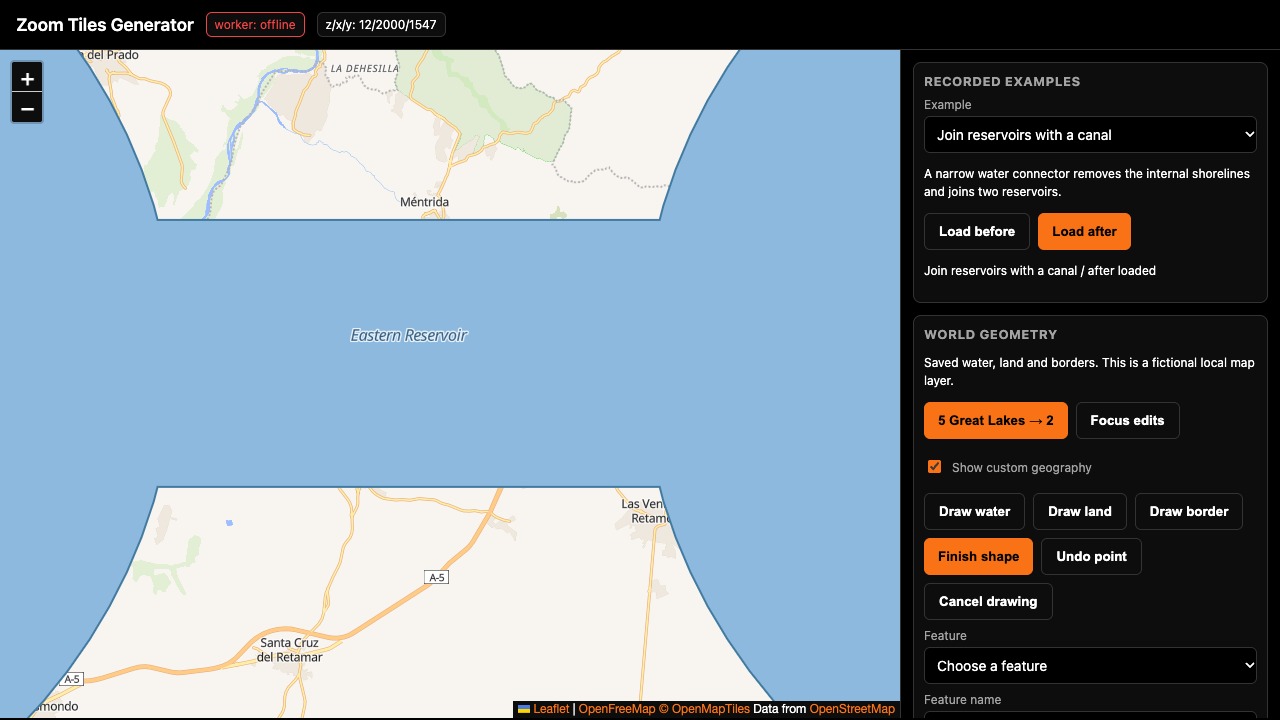 Zoom Tiles Generator
worker: offline
z/x/y: 12/2000/1547
del Prado
LA DEHESILLA
+
−
Méntrida
Eastern Reservoir
Las Ven
Retamo
A-5
Santa Cruz
del Retamar
A-5
mondo
Leaflet | OpenFreeMap © OpenMapTiles Data from OpenStreetMap
RECORDED EXAMPLES
Example
Join reservoirs with a canal
A narrow water connector removes the internal shorelines
and joins two reservoirs.
Load before
Load after
Join reservoirs with a canal / after loaded
WORLD GEOMETRY
Saved water, land and borders. This is a fictional local map
layer.
5 Great Lakes → 2
Focus edits
Show custom geography
Draw water
Draw land
Draw border
Finish shape
Undo point
Cancel drawing
Feature
Choose a feature
Feature name